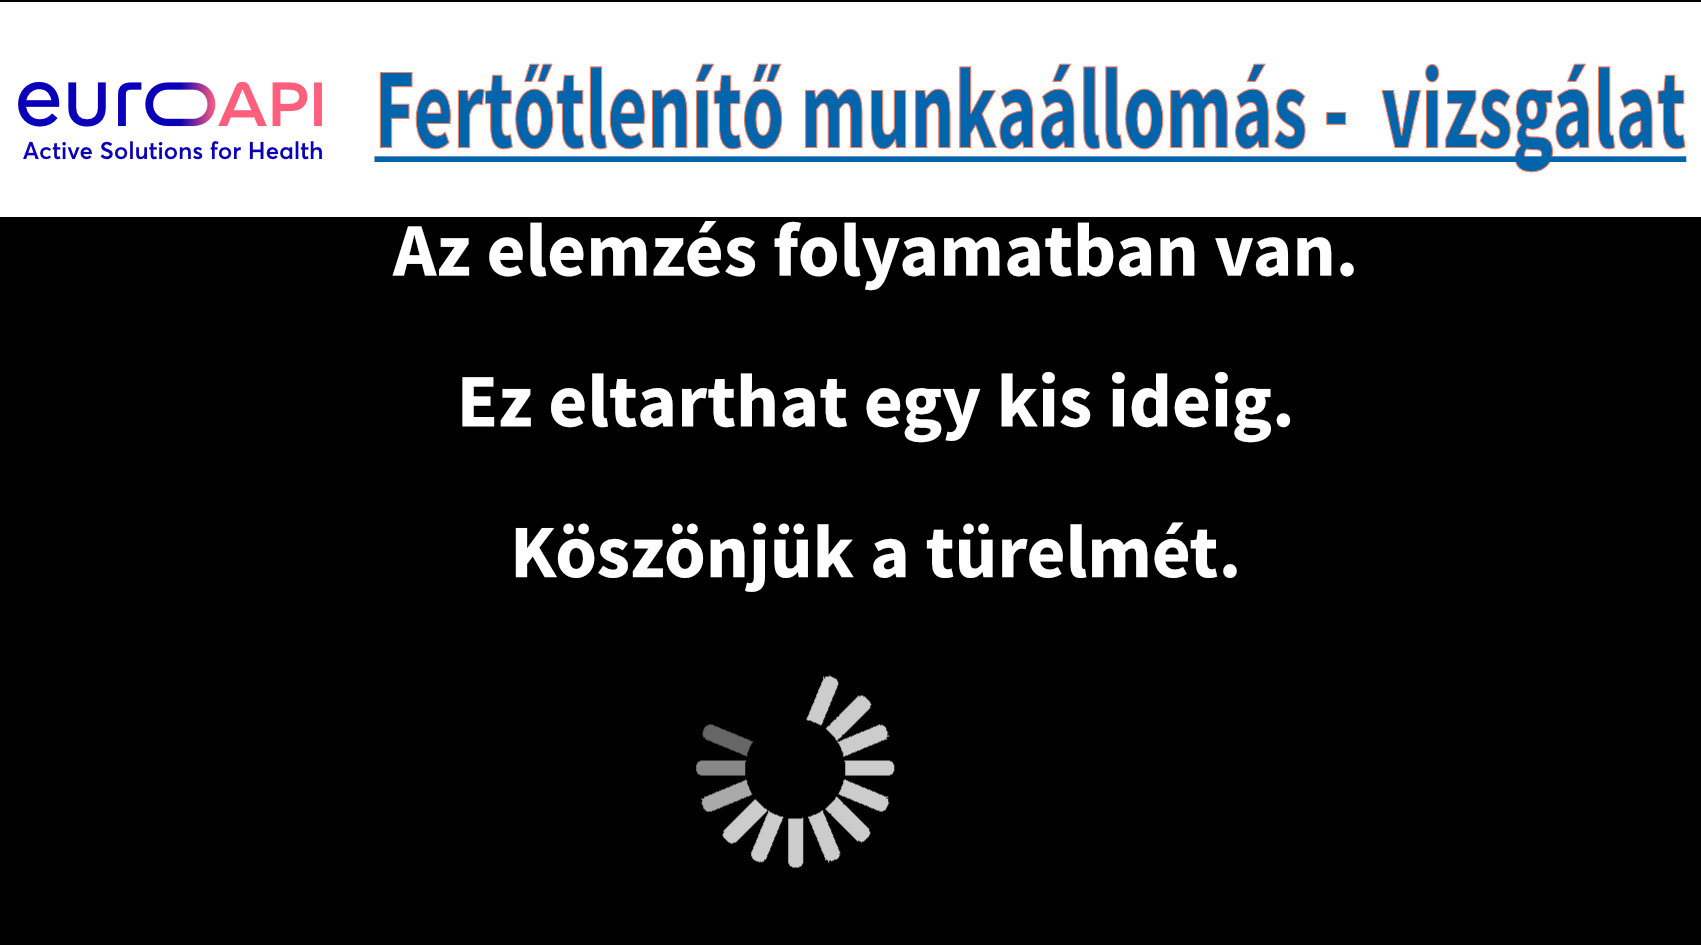 euroAPI
Active Solutions for Health
Fertőtlenítő munkaállomás - vizsgálat
Az elemzés folyamatban van.
Ez eltarthat egy kis ideig.
Köszönjük a türelmét.